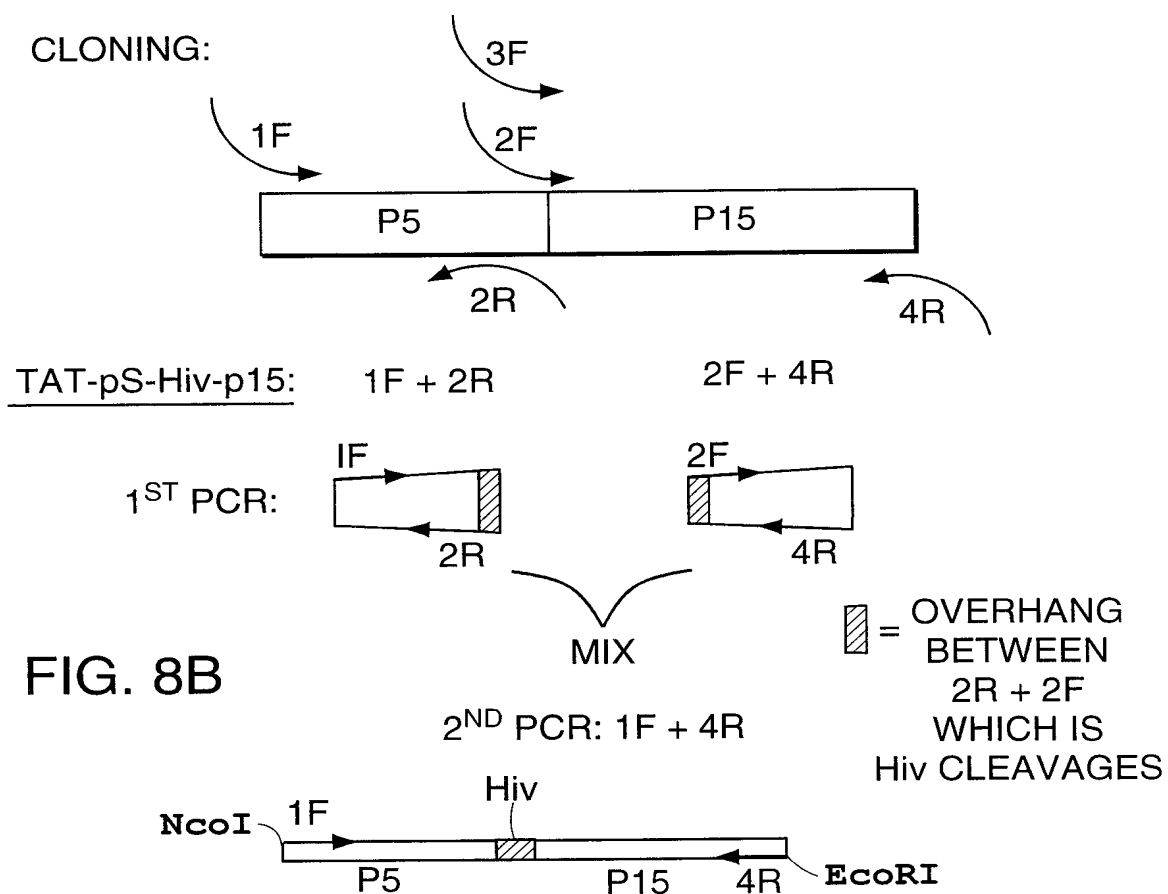 CLONING:
3F
1F
2F
P5 P15
2R
4R
TAT-pS-Hiv-p15: 1F + 2R 2F + 4R
1ST PCR:
IF
2R
2F
4R
MIX
= OVERHANG
BETWEEN
2R + 2F
WHICH IS
Hiv CLEAVAGES
FIG. 8B
2ND PCR: 1F + 4R
Hiv
NcoI
1F
P5 P15 4R
EcoRI